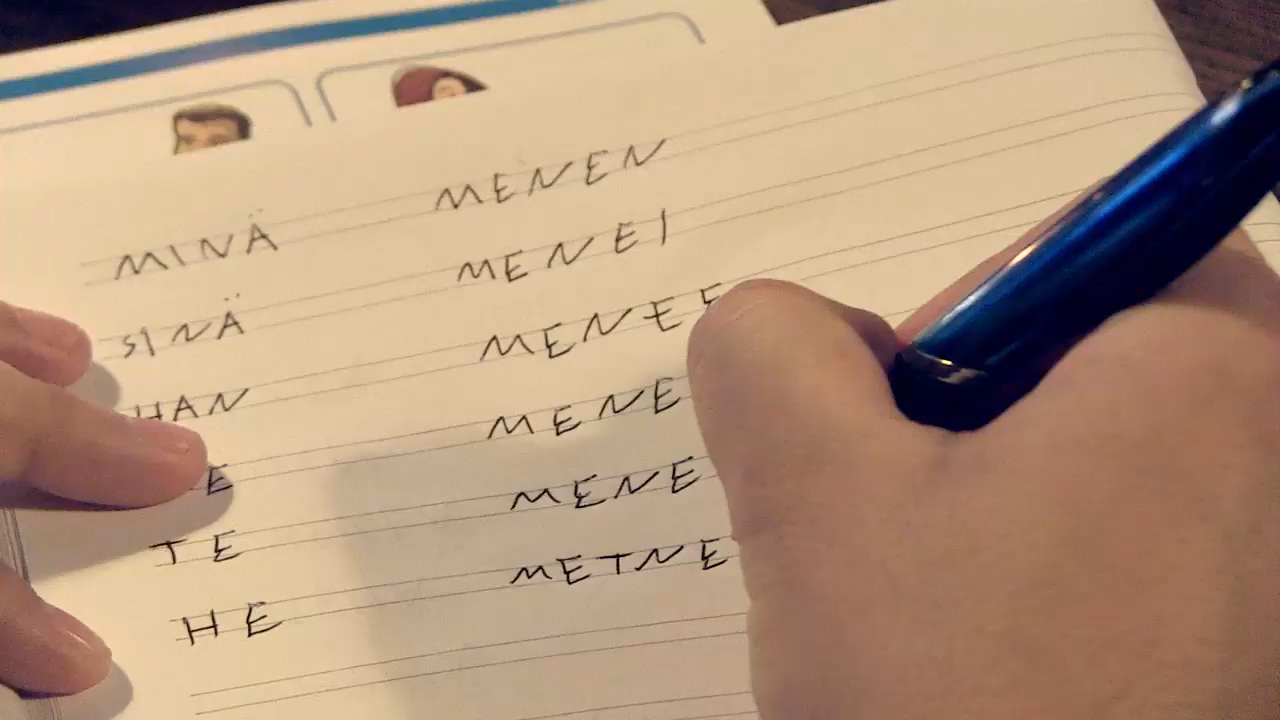 MINÄ MENEN
SINÄ MENEI
HAN MENEE
E MENE
TE MENE
HE METNE